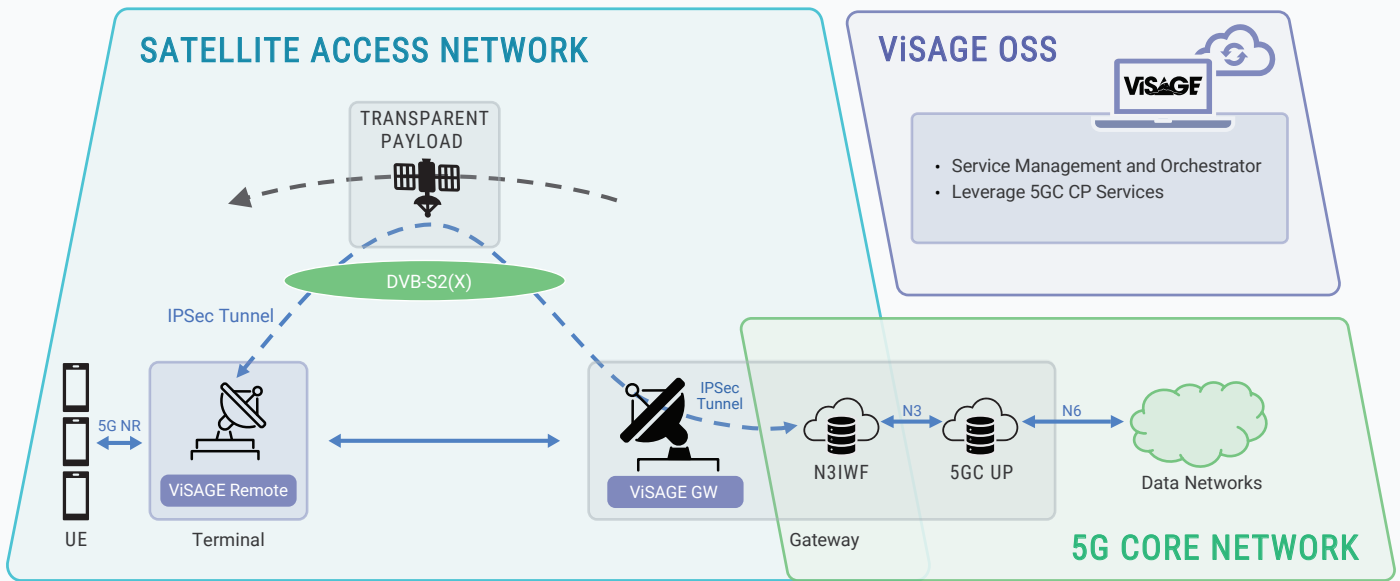 SATELLITE ACCESS NETWORK
ViSAGE OSS
ViSAGE
• Service Management and Orchestrator
• Leverage 5GC CP Services
TRANSPARENT
PAYLOAD
DVB-S2(X)
IPSec Tunnel
5G NR
UE
ViSAGE Remote
Terminal
IPSec
Tunnel
ViSAGE GW
N3
N3IWF
5GC UP
Gateway
N6
Data Networks
5G CORE NETWORK